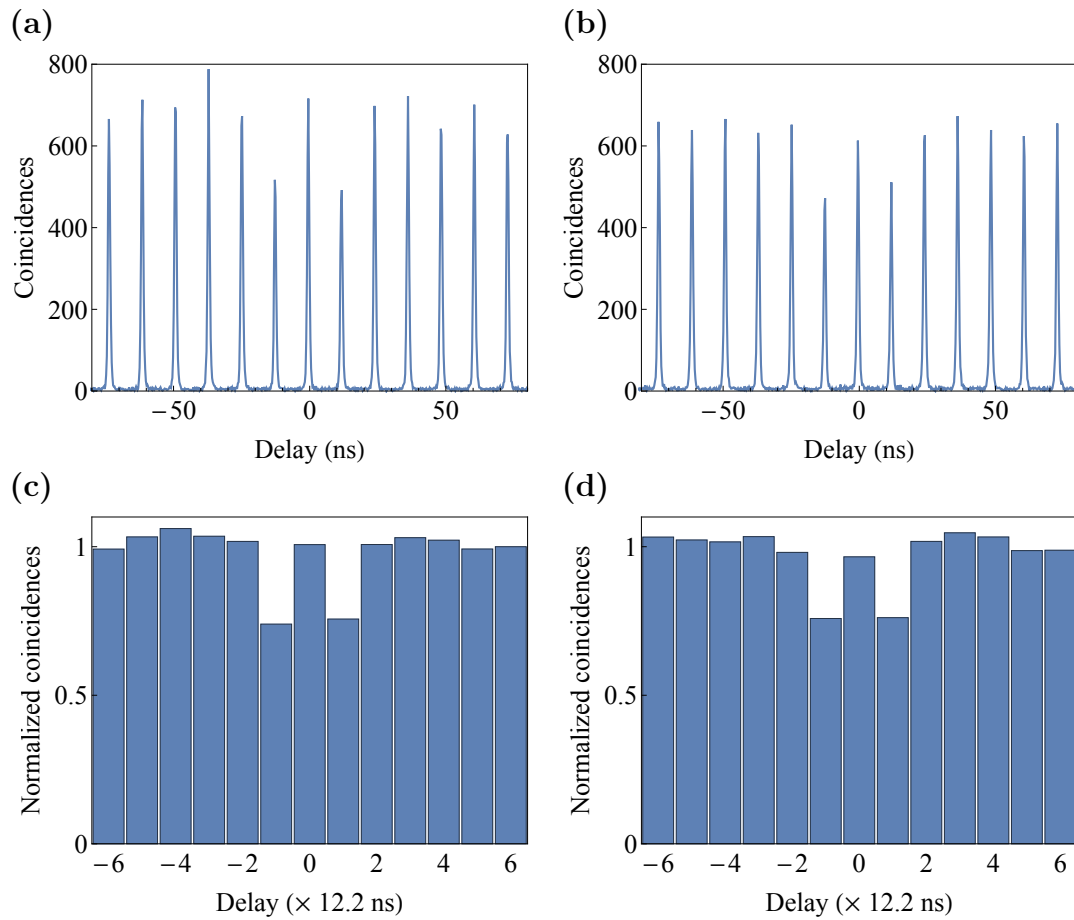 (a)
800
600
400
200
0
Coincidences
−50 0 50
Delay (ns)
(b)
800
600
400
200
0
Coincidences
−50 0 50
Delay (ns)
(c)
1
0.5
0
Normalized coincidences
−6 −4 −2 0 2 4 6
Delay (× 12.2 ns)
(d)
1
0.5
0
Normalized coincidences
−6 −4 −2 0 2 4 6
Delay (× 12.2 ns)